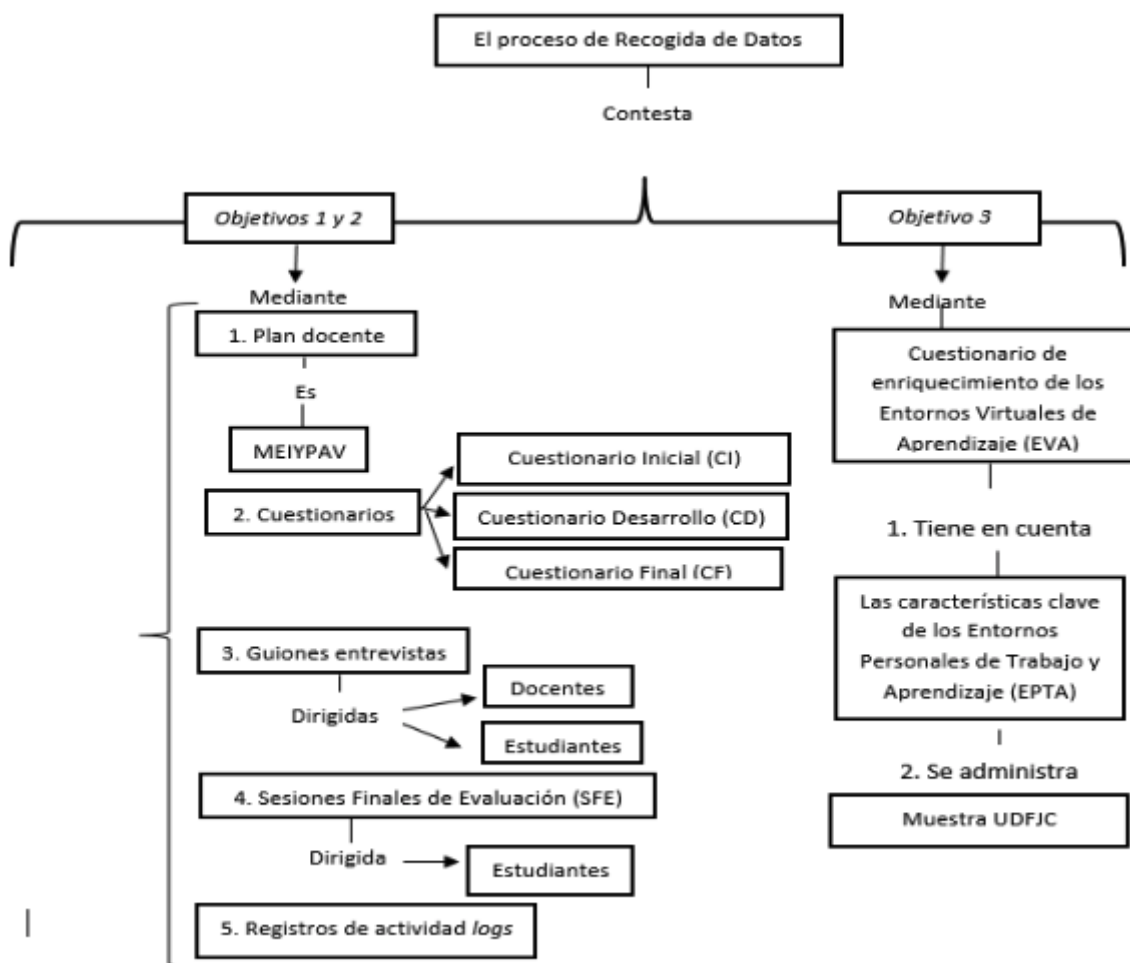 El proceso de Recogida de Datos
Contesta
Objetivos 1 y 2
Mediante
1. Plan docente
Es
MEIYPAV
2. Cuestionarios
Cuestionario Inicial (CI)
Cuestionario Desarrollo (CD)
Cuestionario Final (CF)
3. Guiones entrevistas
Dirigidas
Docentes
Estudiantes
4. Sesiones Finales de Evaluación (SFE)
Dirigida
Estudiantes
5. Registros de actividad logs
Objetivo 3
Mediante
Cuestionario de
enriquecimiento de los
Entornos Virtuales de
Aprendizaje (EVA)
1. Tiene en cuenta
Las características clave
de los Entornos
Personales de Trabajo y
Aprendizaje (EPTA)
2. Se administra
Muestra UDFJC